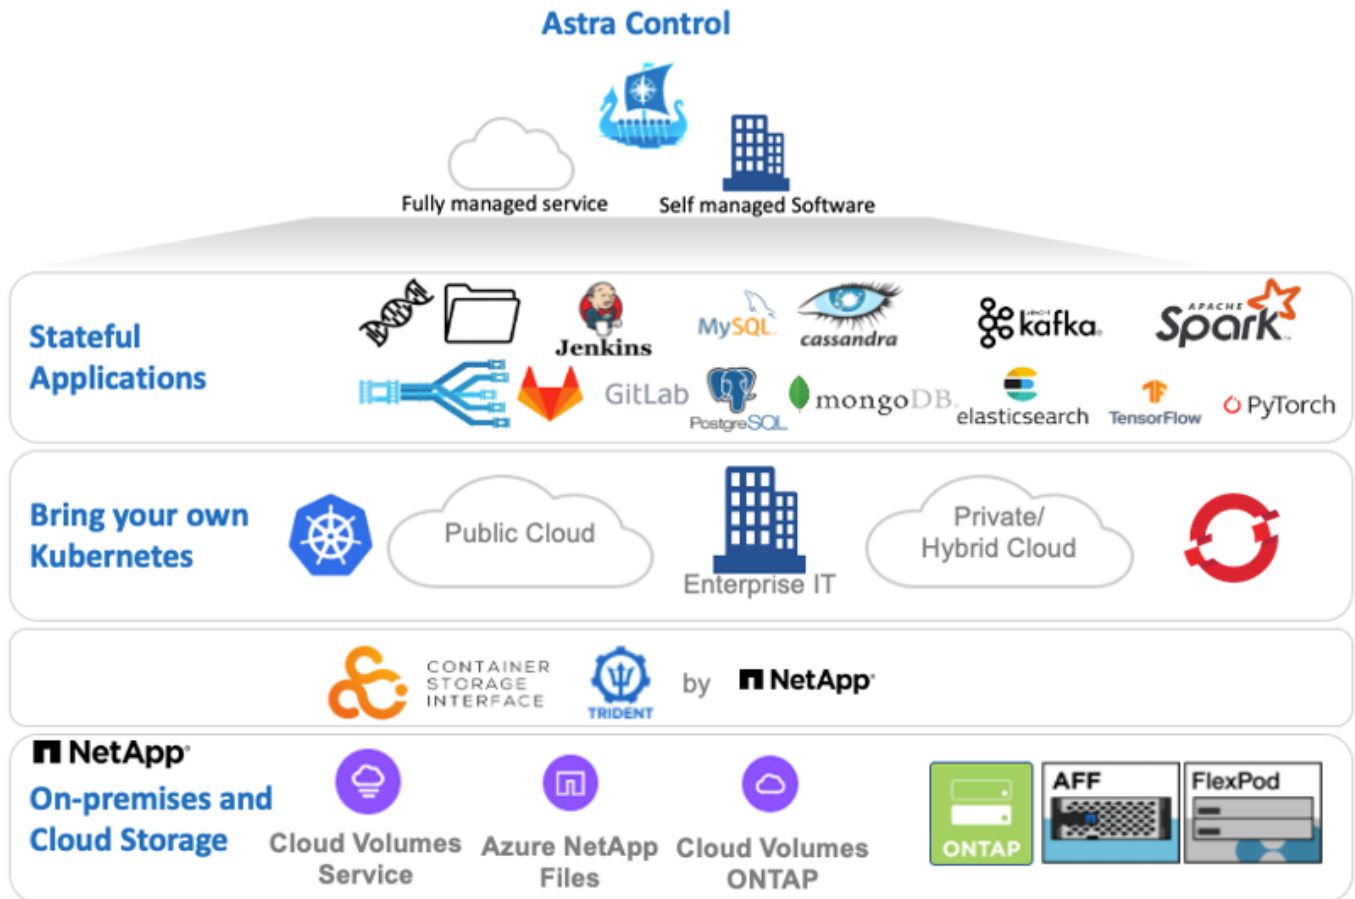 Astra Control
Fully managed service
Self managed Software
Stateful
Applications
Jenkins
MySQL
cassandra
kafka
APACHE
Spark
GitLab
PostgreSQL
mongoDB
elasticsearch
TensorFlow
PyTorch
Bring your own
Kubernetes
Public Cloud
Enterprise IT
Private/
Hybrid Cloud
CONTAINER
STORAGE
INTERFACE
TRIDENT
by
NetApp
NetApp
On-premises and
Cloud Storage
Cloud Volumes
Service
Azure NetApp
Files
Cloud Volumes
ONTAP
ONTAP
AFF
FlexPod